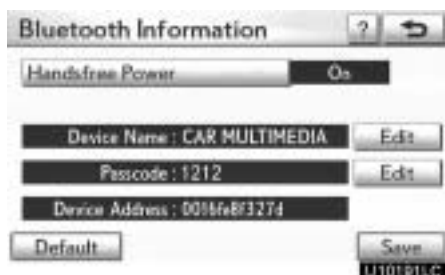 Bluetooth Information ?
Handsfree Power On
Device Name : CAR MULTIMEDIA Edit
Passcode : 1212 Edit
Device Address : 0016fe8f327d
Default Save